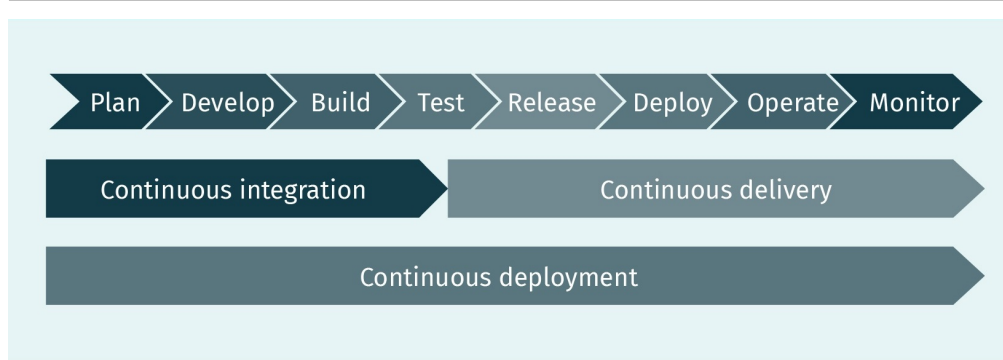 Plan Develop Build Test Release Deploy Operate Monitor
Continuous integration Continuous delivery
Continuous deployment